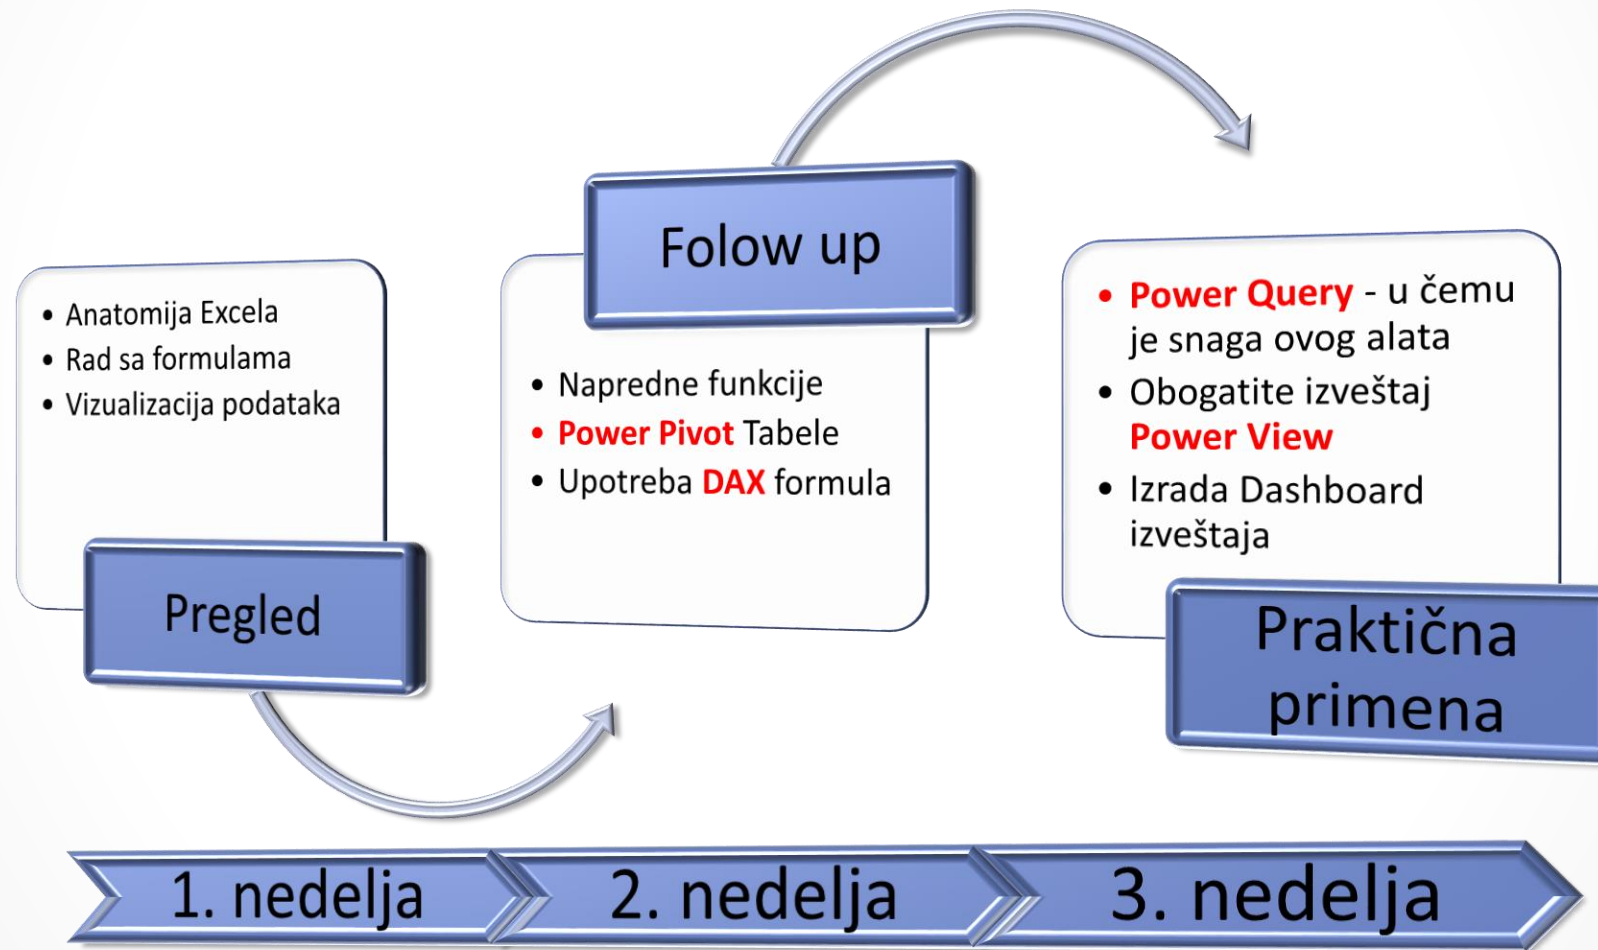 • Anatomija Excela
• Rad sa formulama
• Vizualizacija podataka
Pregled
Folow up
• Napredne funkcije
• Power Pivot Tabele
• Upotreba DAX formula
• Power Query - u čemu
je snaga ovog alata
• Obogatite izveštaj
Power View
• Izrada Dashboard
izveštaja
Praktična
primena
1. nedelja
2. nedelja
3. nedelja